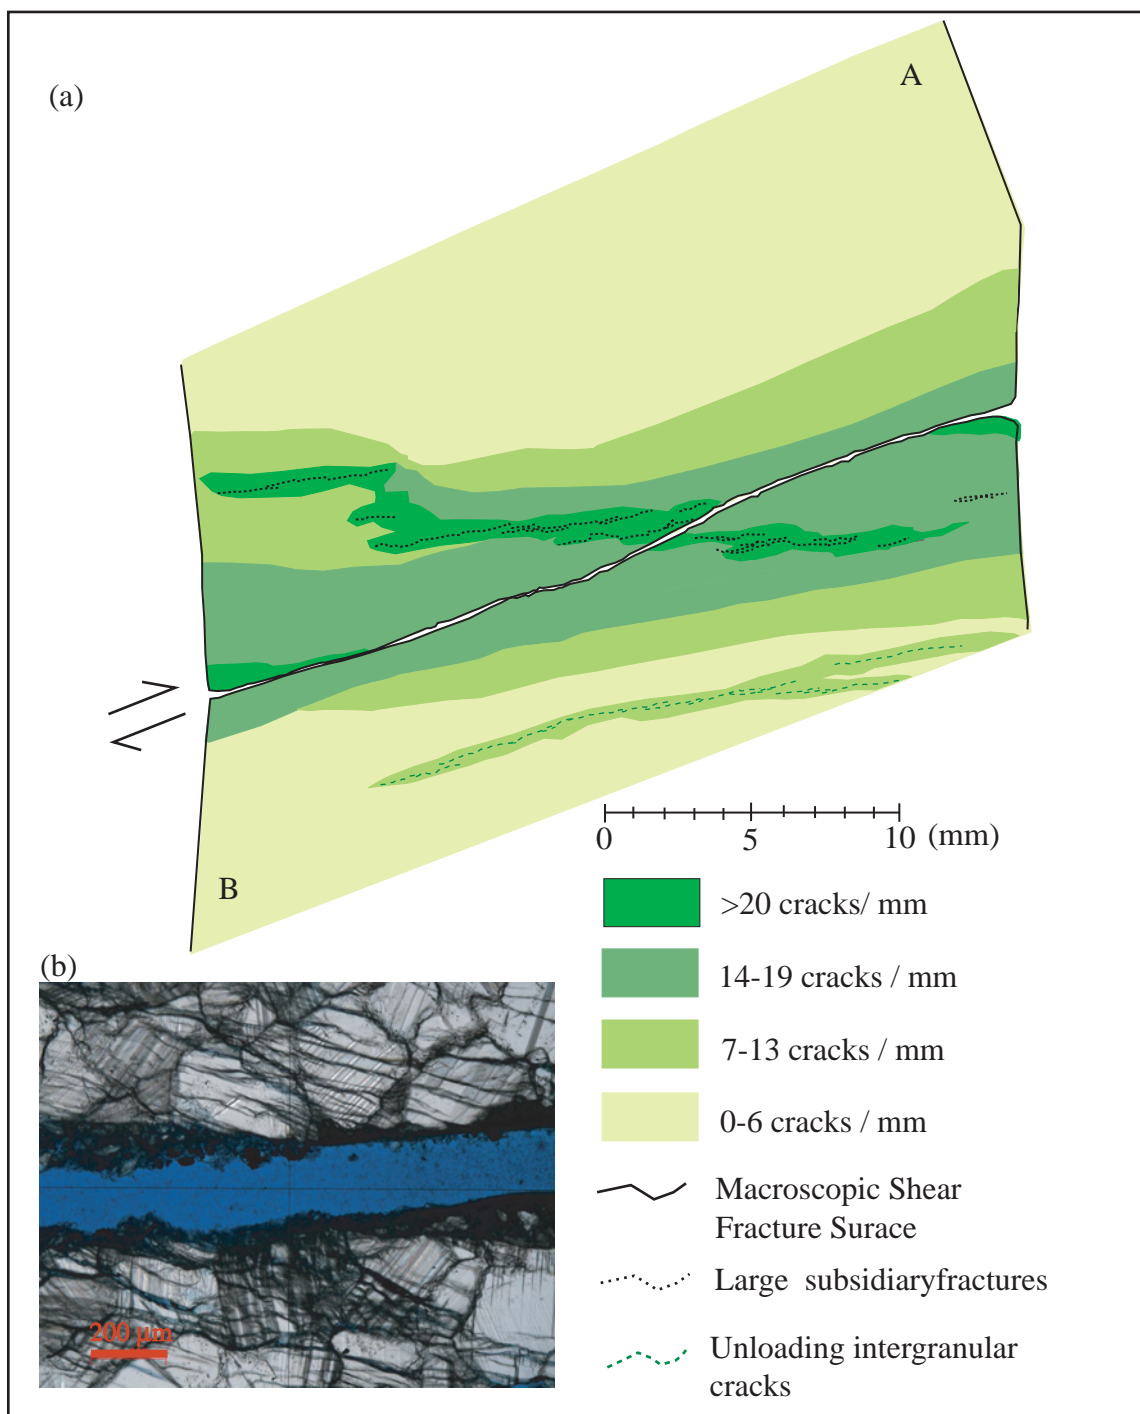 (a)
A
B
0 5 10 (mm)
>20 cracks/ mm
14-19 cracks / mm
7-13 cracks / mm
0-6 cracks / mm
Macroscopic Shear
Fracture Surace
Large subsidiaryfractures
Unloading intergranular
cracks
(b)
200 µm